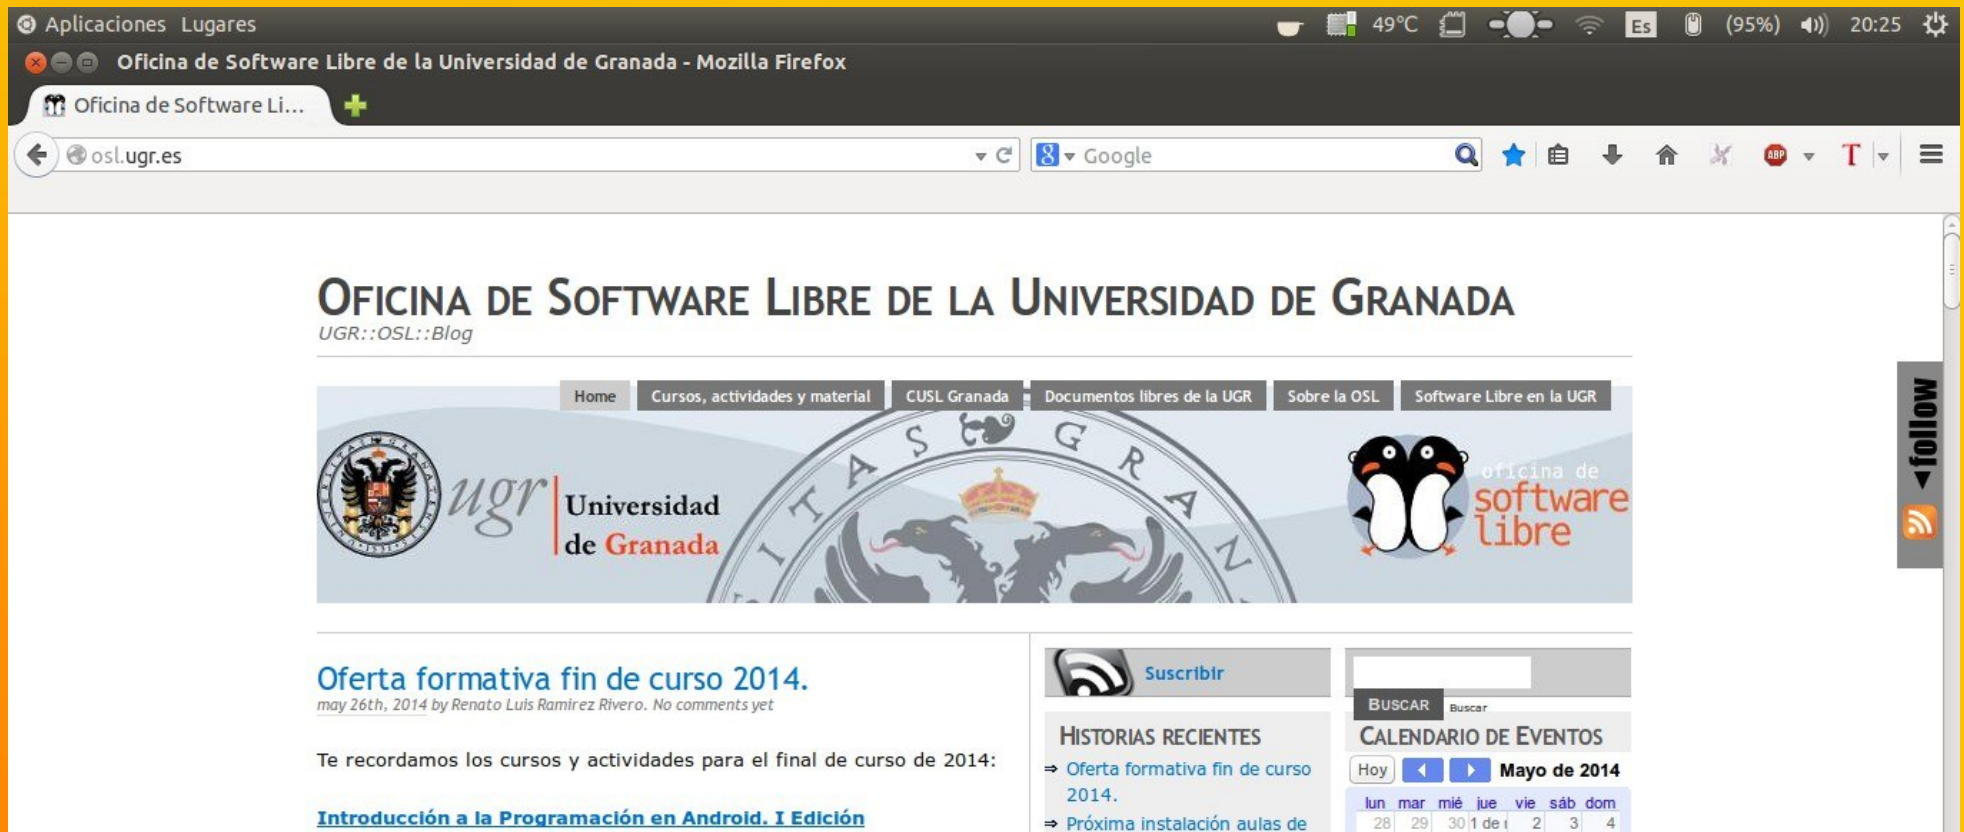 Aplicaciones Lugares 49°C Es (95%) 20:25
Oficina de Software Libre de la Universidad de Granada - Mozilla Firefox
Oficina de Software Li...
osl.ugr.es Google ABP T
OFICINA DE SOFTWARE LIBRE DE LA UNIVERSIDAD DE GRANADA
UGR::OSL::Blog
Home Cursos, actividades y material CUSL Granada Documentos libres de la UGR Sobre la OSL Software Libre en la UGR
ugr Universidad
de Granada
oficina de
software
libre
follow
Oferta formativa fin de curso 2014.
may 26th, 2014 by Renato Luis Ramirez Rivero. No comments yet
Te recordamos los cursos y actividades para el final de curso de 2014:
Introducción a la Programación en Android. I Edición
Suscribir
HISTORIAS RECIENTES
⇒ Oferta formativa fin de curso
2014.
⇒ Próxima instalación aulas de
BUSCAR Buscar
CALENDARIO DE EVENTOS
Hoy Mayo de 2014
lun mar mié jue vie sáb dom
28 29 30 1 de 2 3 4